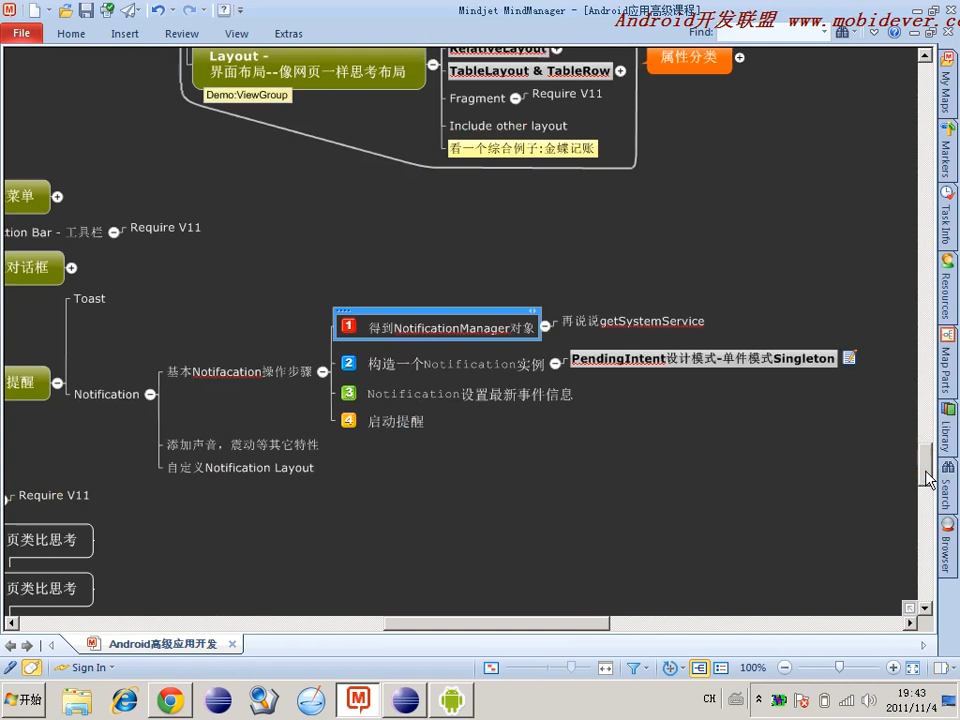 Mindjet MindManager - [Android应用高级课程]
Android开发联盟 www.mobidever.co
File
Home
Insert
Review
View
Extras
Find:
Layout -
界面布局--像网页一样思考布局
Demo:ViewGroup
RelativeLayout
TableLayout & TableRow
Fragment
Require V11
Include other layout
看一个综合例子:金蝶记账
属性分类
菜单
tion Bar - 工具栏
Require V11
对话框
Toast
提醒
Notification
基本Notifacation操作步骤
添加声音，震动等其它特性
自定义Notification Layout
1 得到NotificationManager对象
再说说getSystemService
2 构造一个Notification实例
PendingIntent设计模式-单件模式Singleton
3 Notification设置最新事件信息
4 启动提醒
Require V11
页类比思考
页类比思考
My Maps
Markers
Task Info
Resources
Map Parts
Library
Search
Browser
Android高级应用开发
Sign In
100%
开始
CH
19:43
2011/11/4